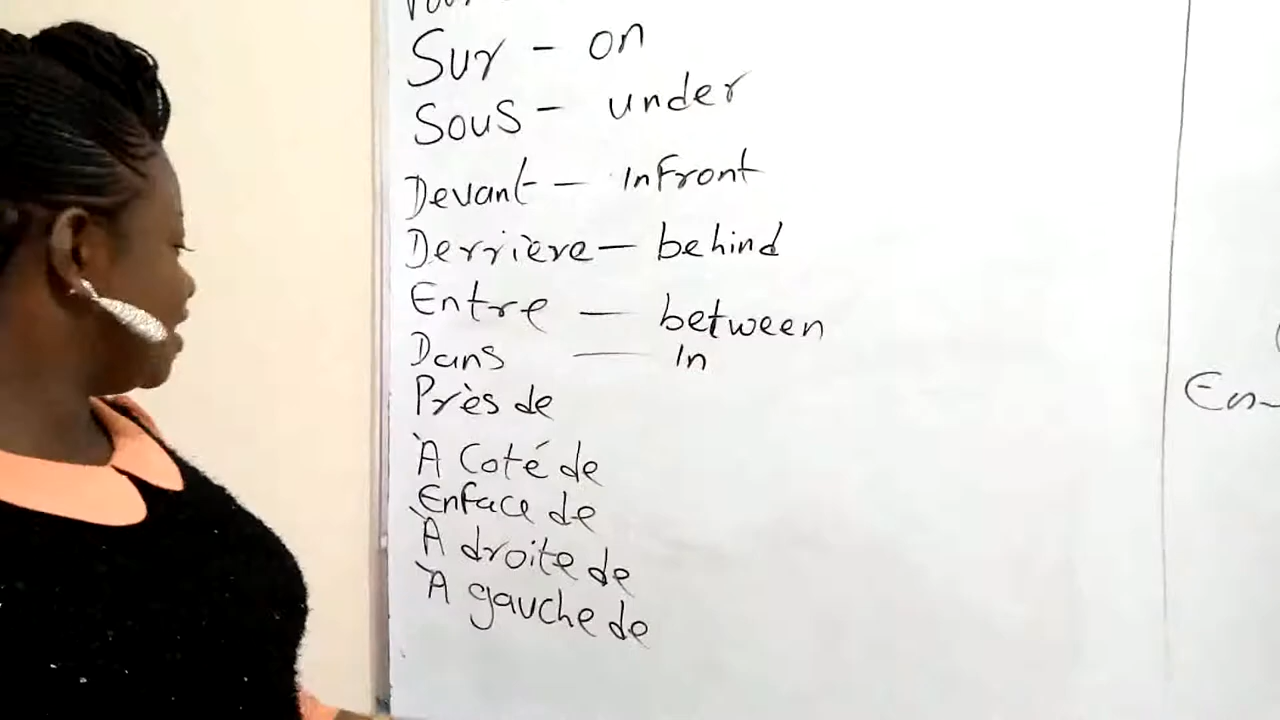 Sur - on
Sous - under
Devant - Infront
Derrière - behind
Entre - between
Dans - In
Près de
À Coté de
Enface de
À droite de
À gauche de